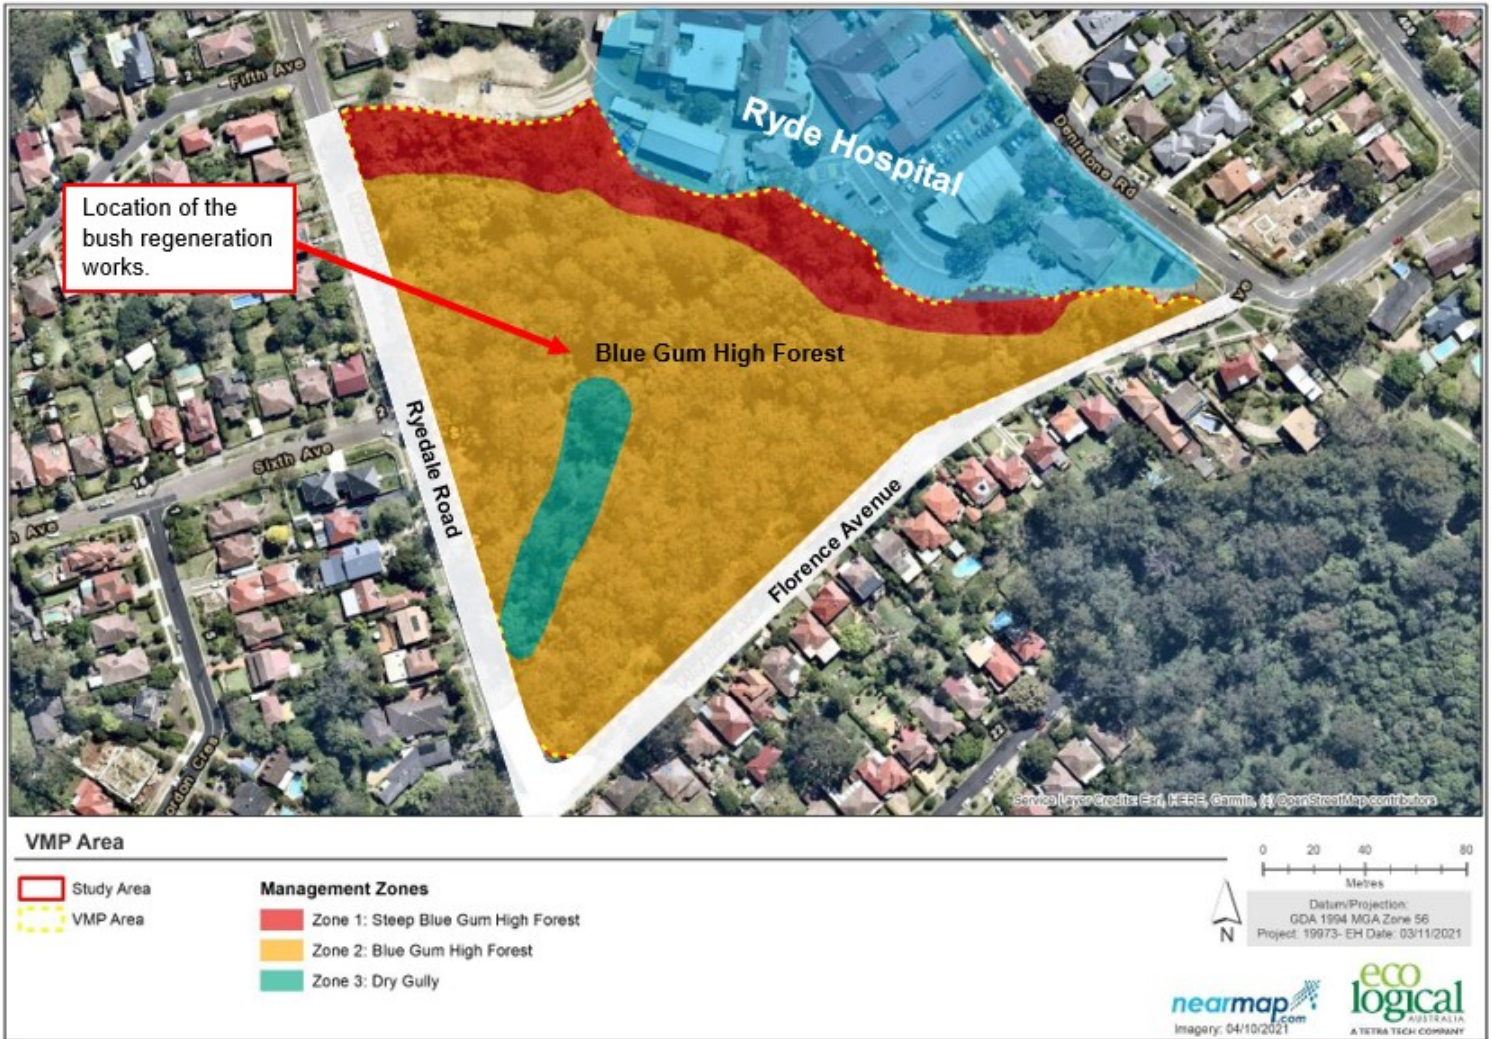 Fifth Ave
Ryde Hospital
Denistone Rd
Location of the
bush regeneration
works.
Blue Gum High Forest
Ryedale Road
Sixth Ave
16
2
Ave
ve
Florence Avenue
22
Service Layer Credits: Esri, HERE, Garmin, (c) OpenStreetMap contributors
VMP Area
Study Area
VMP Area
Management Zones
Zone 1: Steep Blue Gum High Forest
Zone 2: Blue Gum High Forest
Zone 3: Dry Gully
0 20 40 80
Metres
N
Datum/Projection:
GDA 1994 MGA Zone 56
Project: 19973- EH Date: 03/11/2021
nearmap
.com
Imagery: 04/10/2021
eco
logical
AUSTRALIA
A TETRA TECH COMPANY